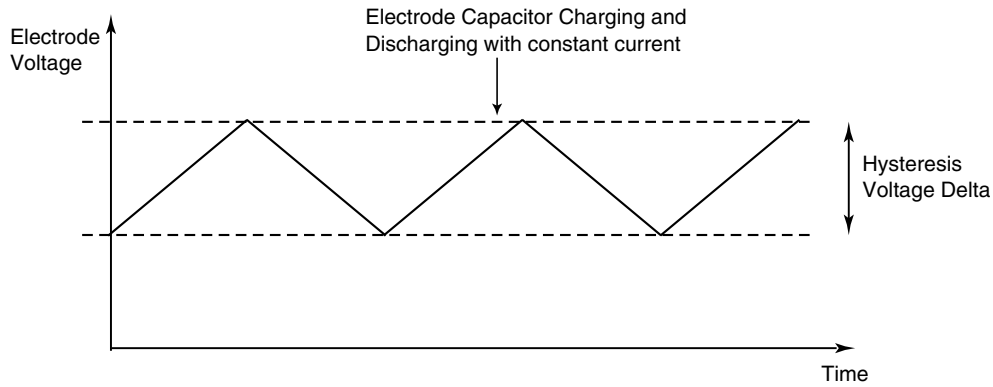 Electrode Capacitor Charging and
Discharging with constant current
Electrode
Voltage
Hysteresis
Voltage Delta
Time